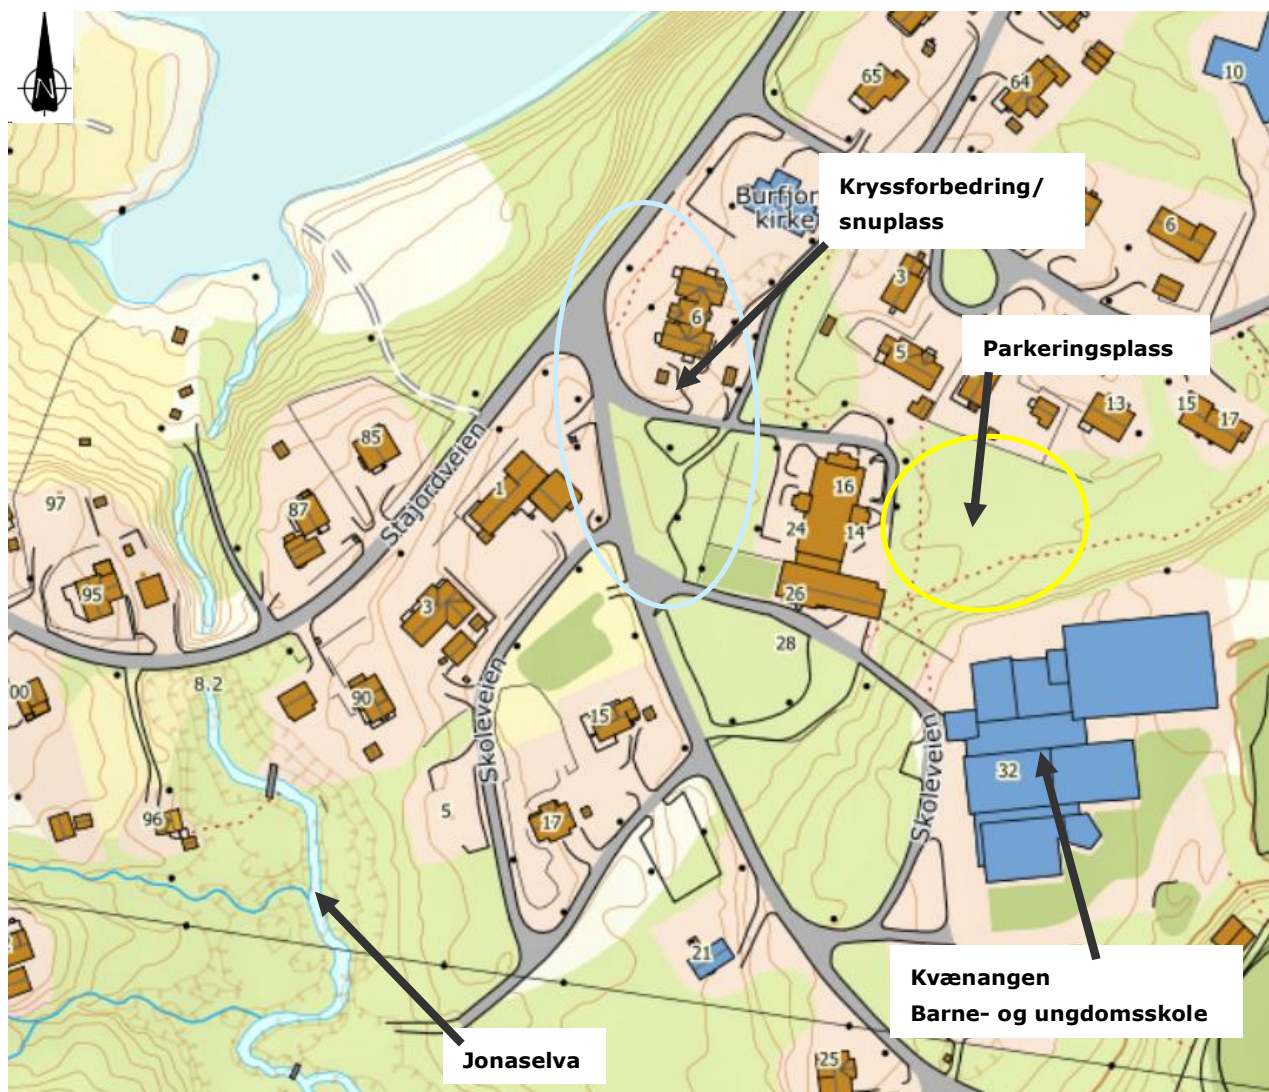 N
65
64
10
Kryssforbedring/
snuplass
kirke
6
3
6
Parkeringsplass
5
13
15
17
85
Stajordveien
1
16
87
24
14
97
95
3
26
28
8.2
90
Skoleveien
15
Skoleveien
32
5
96
17
21
Kvænangen
Barne- og ungdomsskole
Jonaselva
25